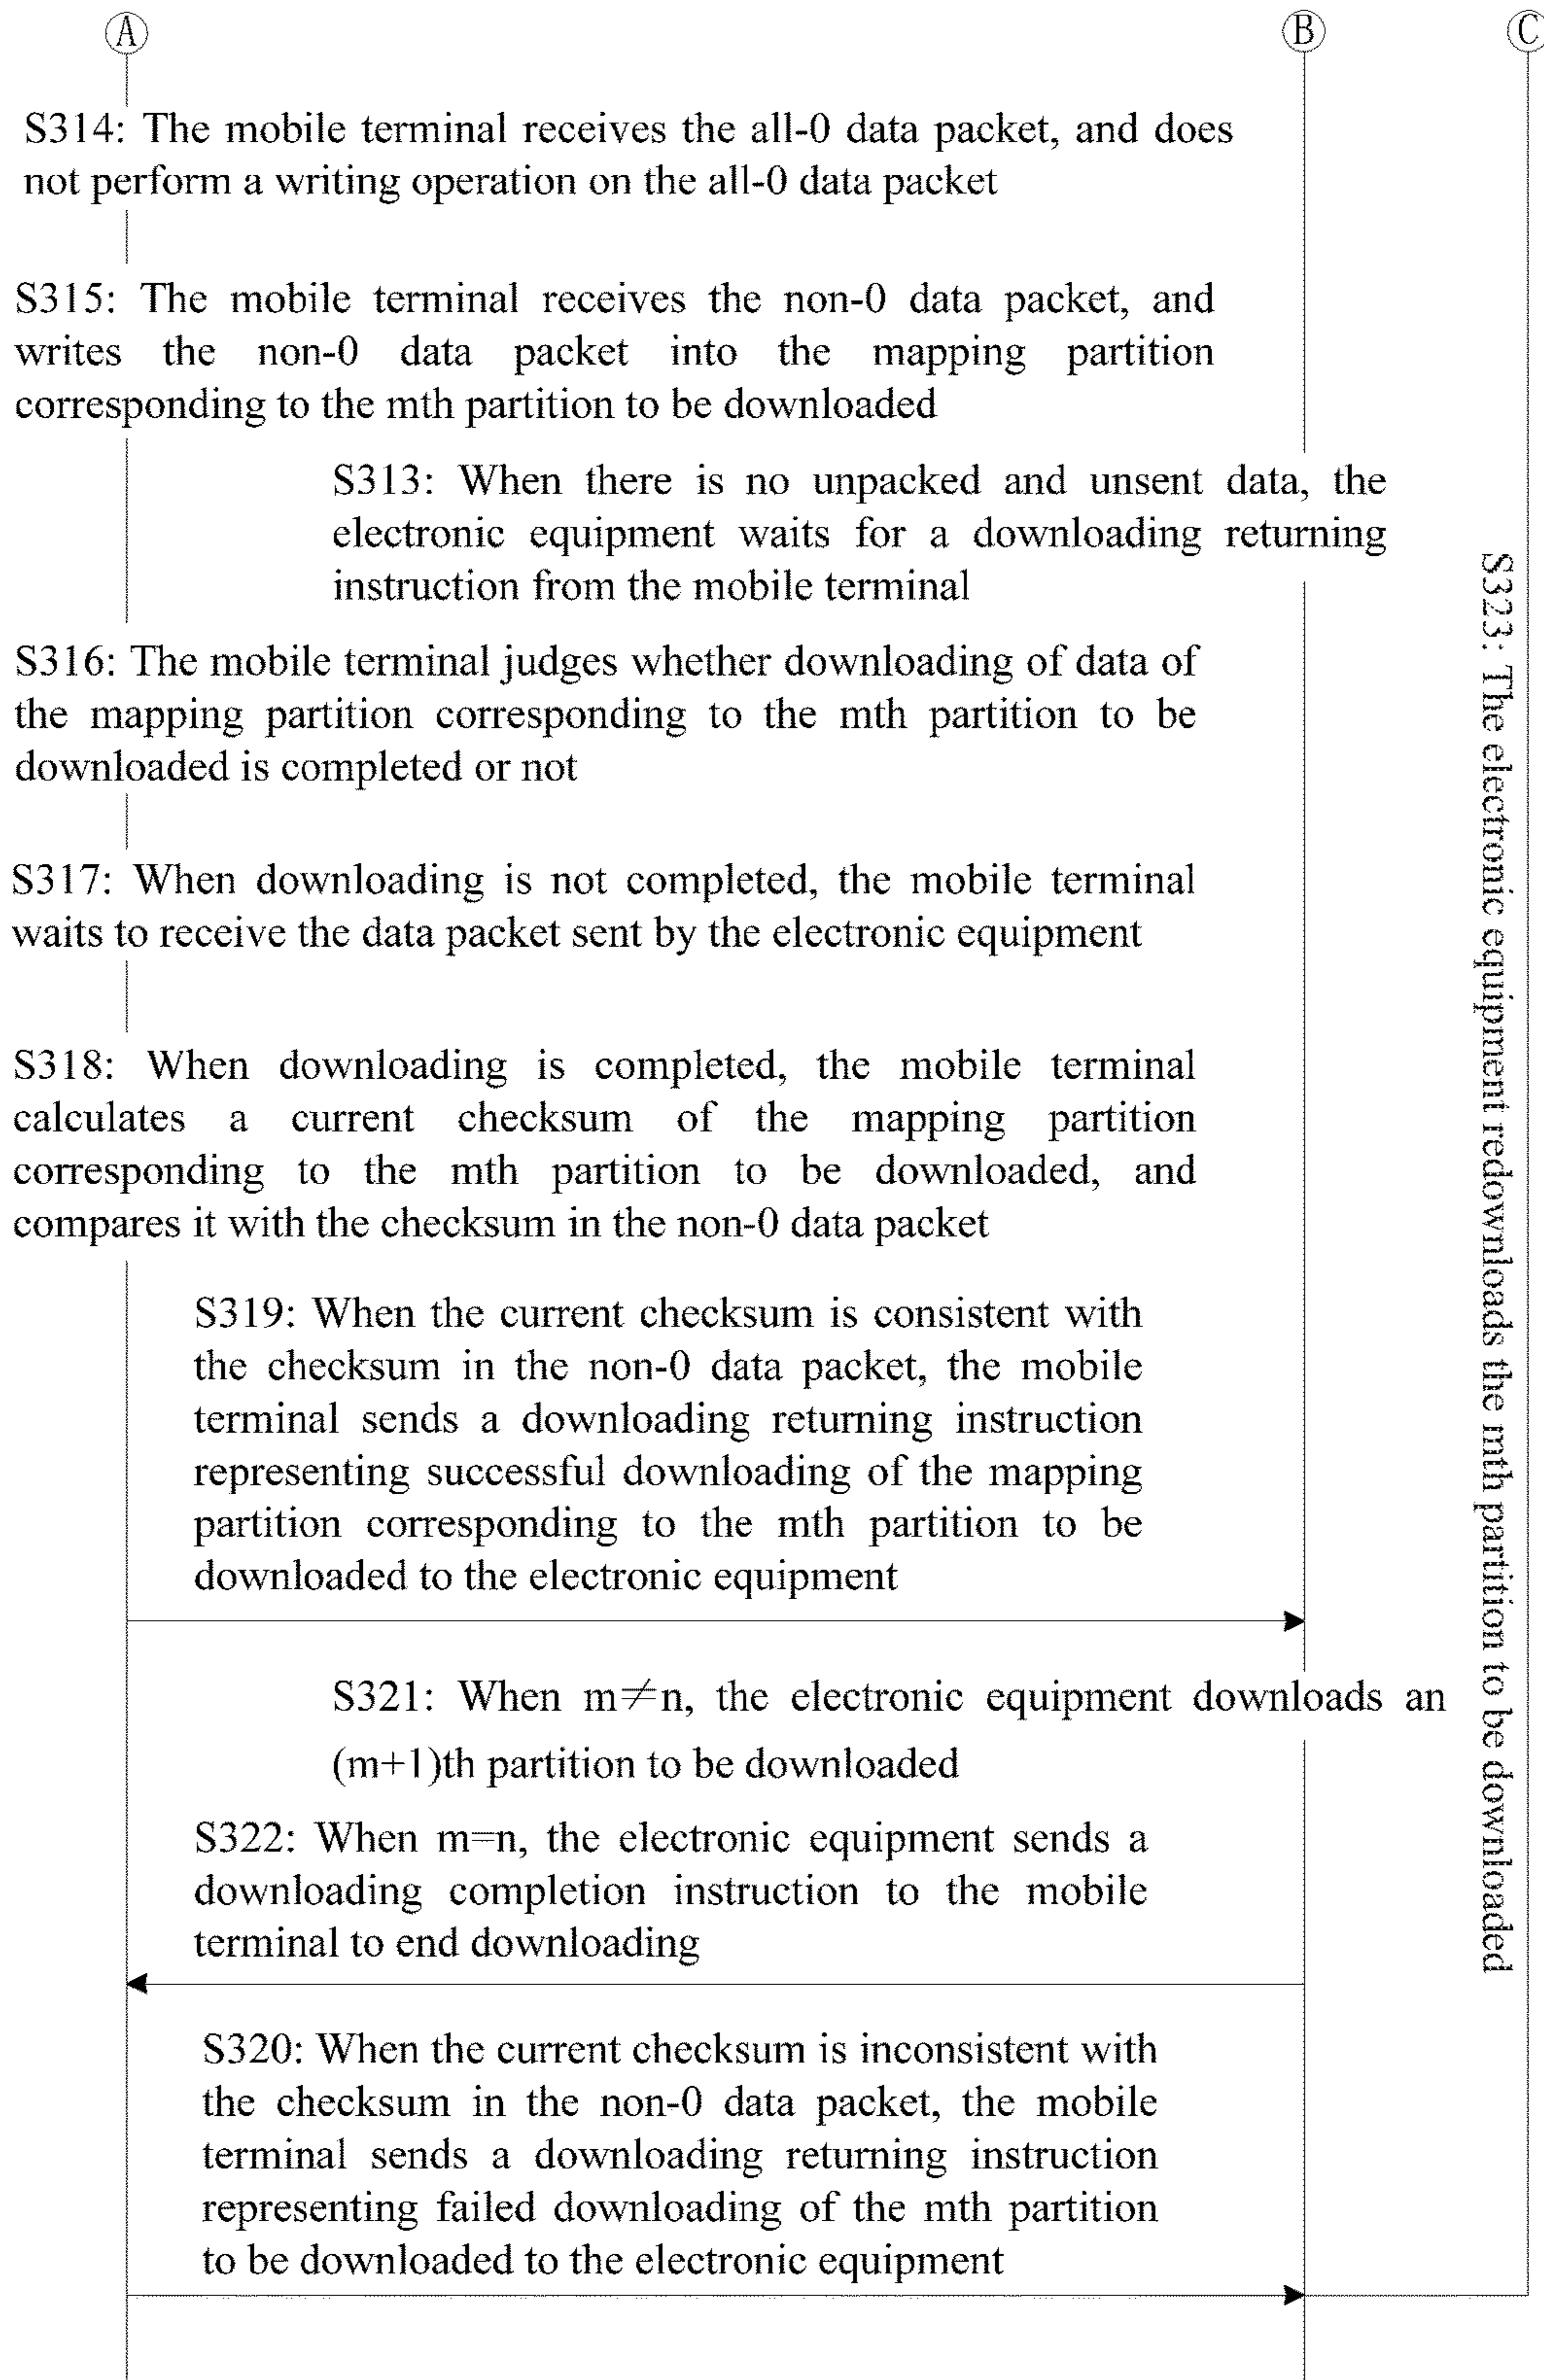 A
B
C
S314: The mobile terminal receives the all-0 data packet, and does
not perform a writing operation on the all-0 data packet
S315: The mobile terminal receives the non-0 data packet, and
writes the non-0 data packet into the mapping partition
corresponding to the mth partition to be downloaded
S313: When there is no unpacked and unsent data, the
electronic equipment waits for a downloading returning
instruction from the mobile terminal
S316: The mobile terminal judges whether downloading of data of
the mapping partition corresponding to the mth partition to be
downloaded is completed or not
S317: When downloading is not completed, the mobile terminal
waits to receive the data packet sent by the electronic equipment
S318: When downloading is completed, the mobile terminal
calculates a current checksum of the mapping partition
corresponding to the mth partition to be downloaded, and
compares it with the checksum in the non-0 data packet
S319: When the current checksum is consistent with
the checksum in the non-0 data packet, the mobile
terminal sends a downloading returning instruction
representing successful downloading of the mapping
partition corresponding to the mth partition to be
downloaded to the electronic equipment
S321: When m≠n, the electronic equipment downloads an
(m+1)th partition to be downloaded
S322: When m=n, the electronic equipment sends a
downloading completion instruction to the mobile
terminal to end downloading
S320: When the current checksum is inconsistent with
the checksum in the non-0 data packet, the mobile
terminal sends a downloading returning instruction
representing failed downloading of the mth partition
to be downloaded to the electronic equipment
S323: The electronic equipment redownloads the mth partition to be downloaded